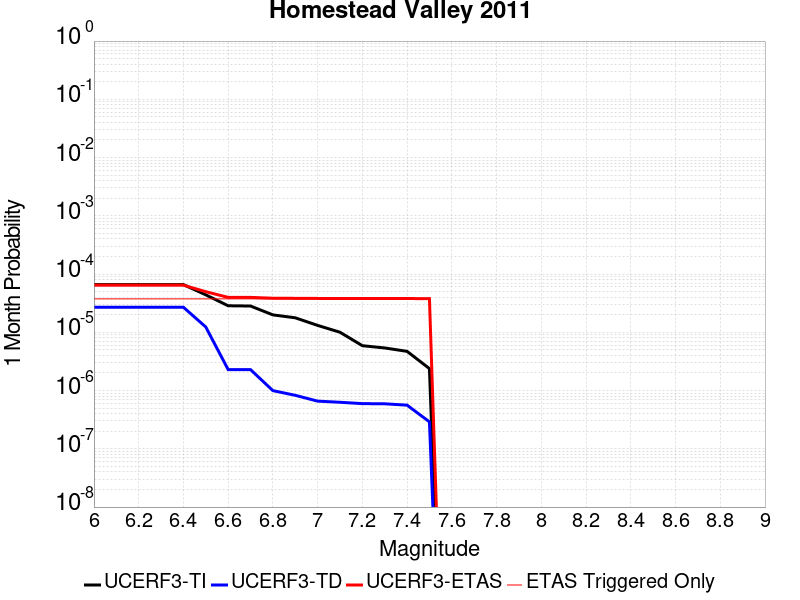 Homestead Valley 2011
1 Month Probability
10^0
10^-1
10^-2
10^-3
10^-4
10^-5
10^-6
10^-7
10^-8
6 6.2 6.4 6.6 6.8 7 7.2 7.4 7.6 7.8 8 8.2 8.4 8.6 8.8 9
Magnitude
UCERF3-TI UCERF3-TD UCERF3-ETAS ETAS Triggered Only